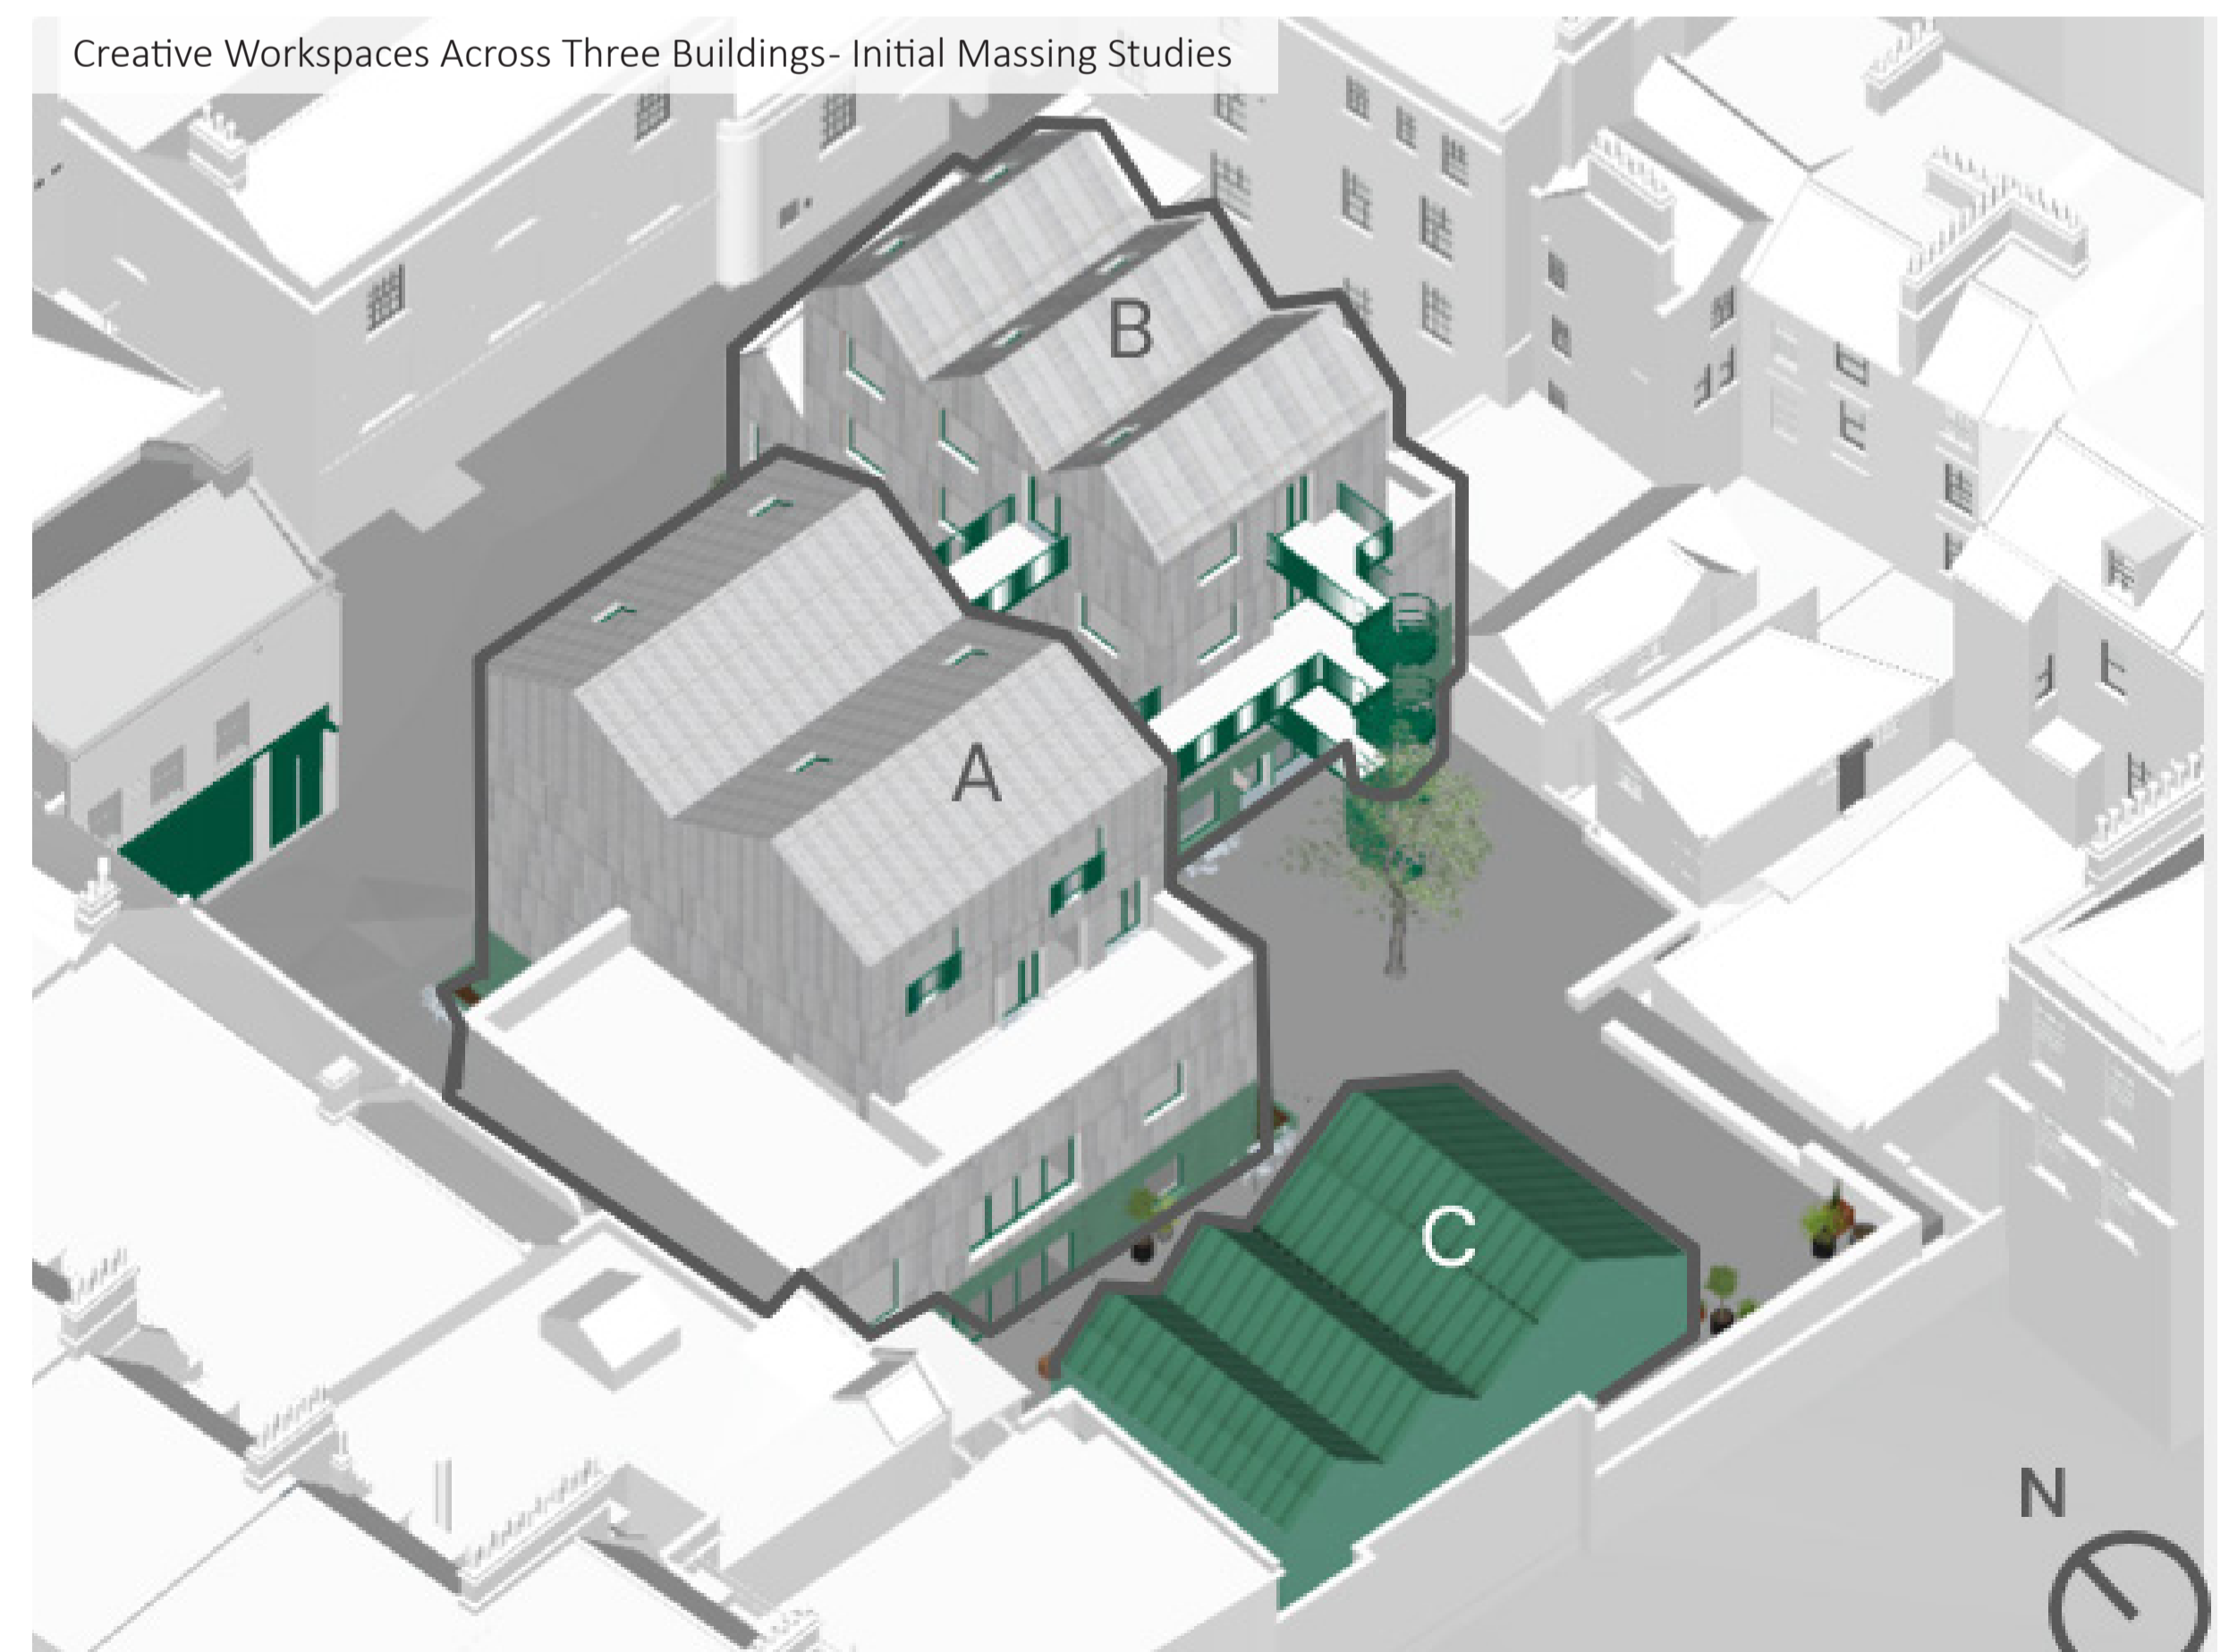 Creative Workspaces Across Three Buildings- Initial Massing Studies
B
A
C
N